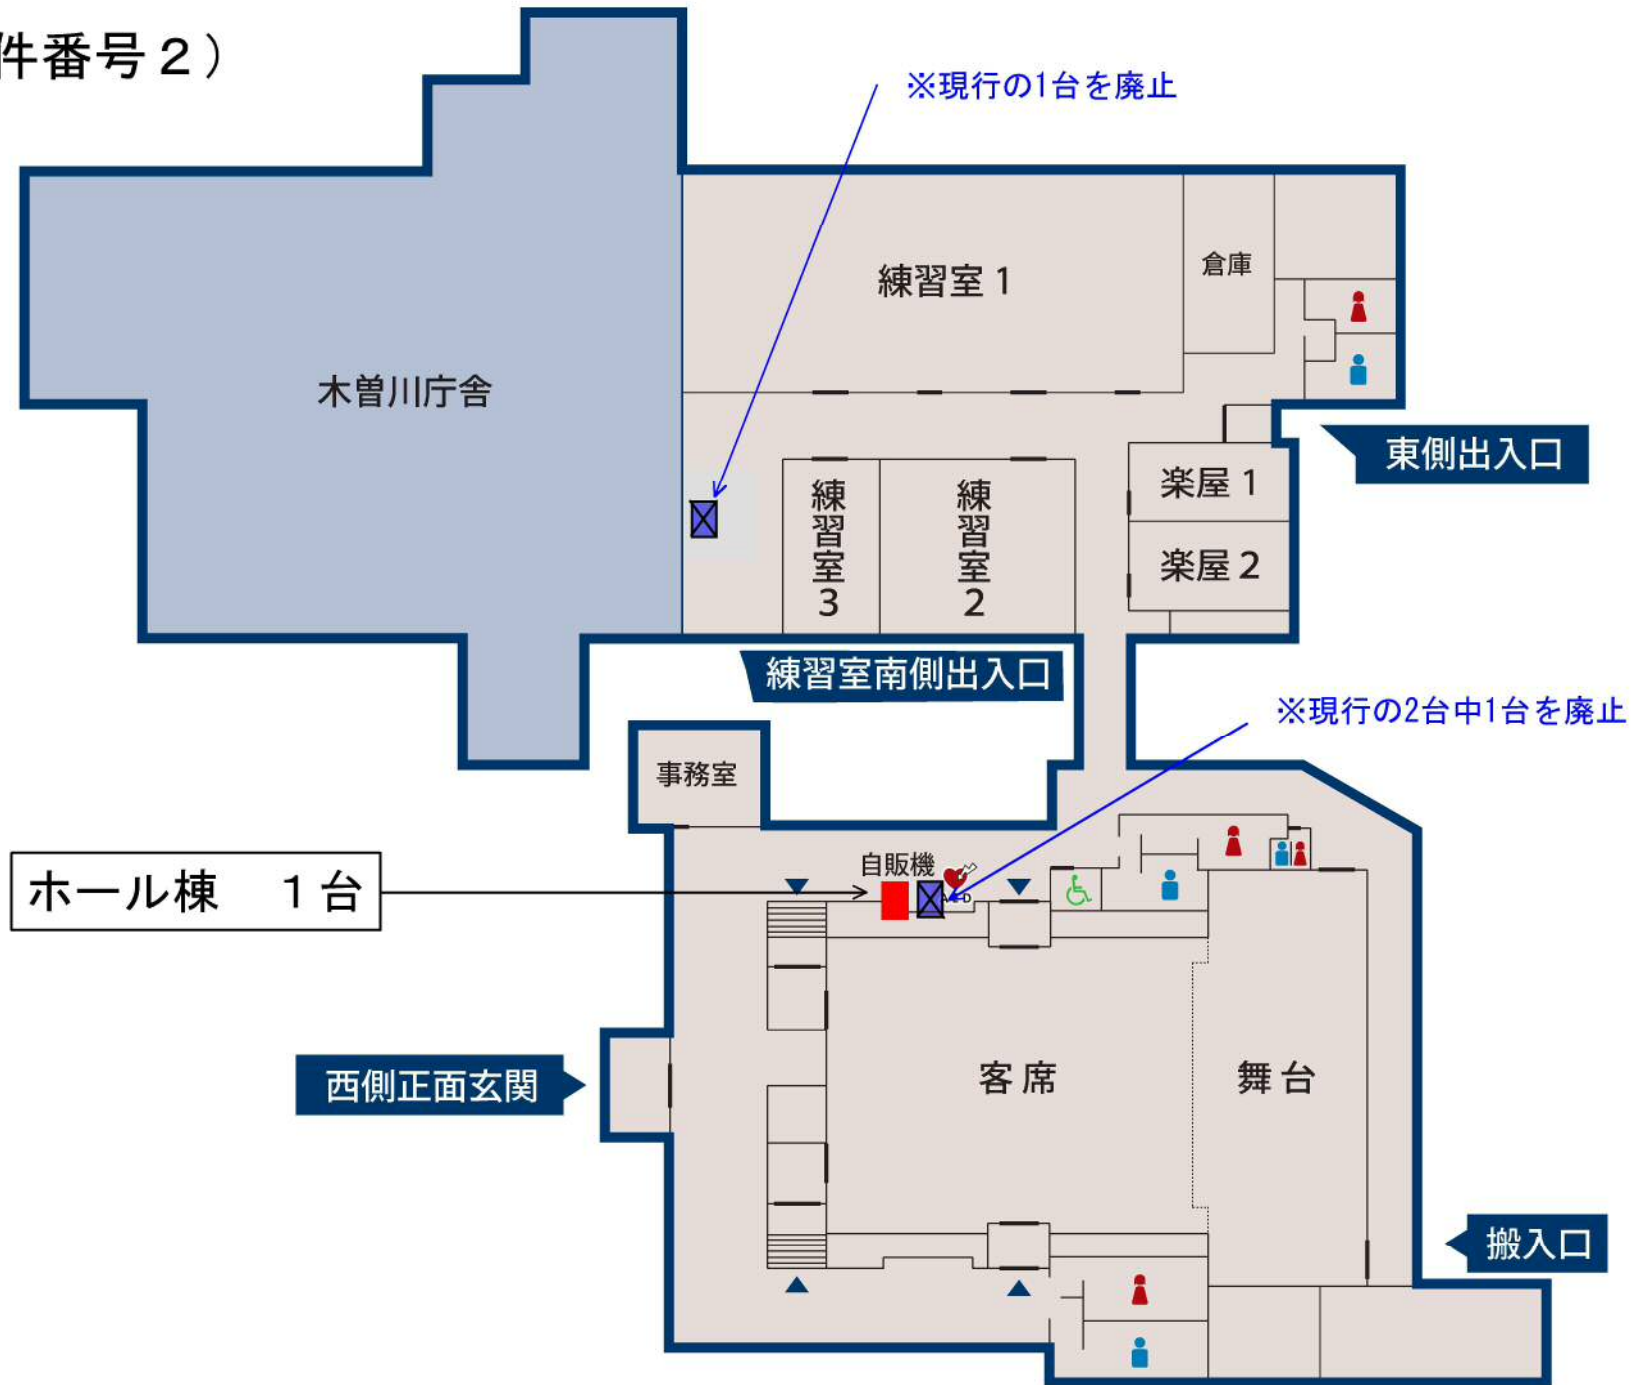 件番号２）
※現行の1台を廃止
練習室 1
倉庫
木曽川庁舎
東側出入口
楽屋 1
練習室3
練習室2
楽屋 2
練習室南側出入口
※現行の2台中1台を廃止
事務室
自販機
ホール棟　１台
客席
舞台
西側正面玄関
搬入口